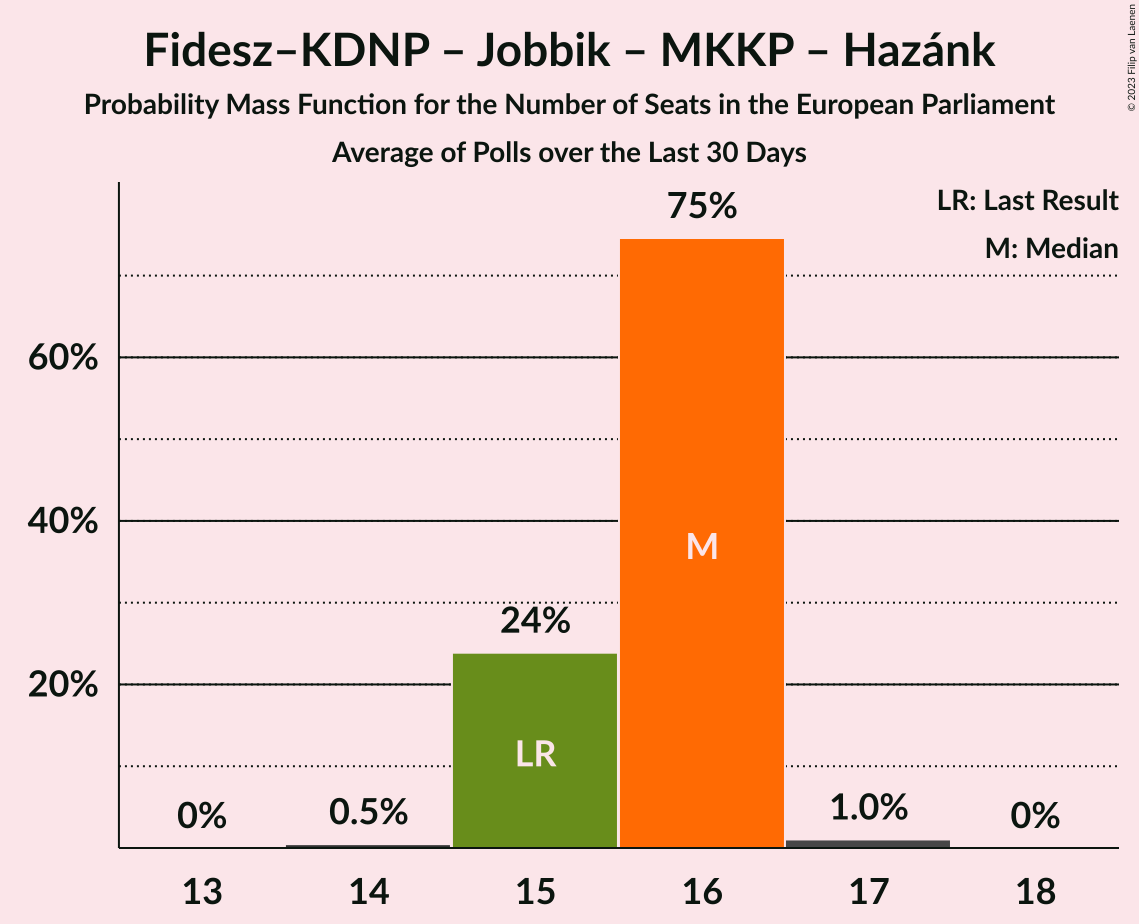 Fidesz–KDNP – Jobbik – MKKP – Hazánk
Probability Mass Function for the Number of Seats in the European Parliament
Average of Polls over the Last 30 Days
© 2023 Filip van Laenen
LR: Last Result
M: Median
75%
60%
40%
M
24%
20%
LR
0%
0.5%
1.0%
0%
13 14 15 16 17 18